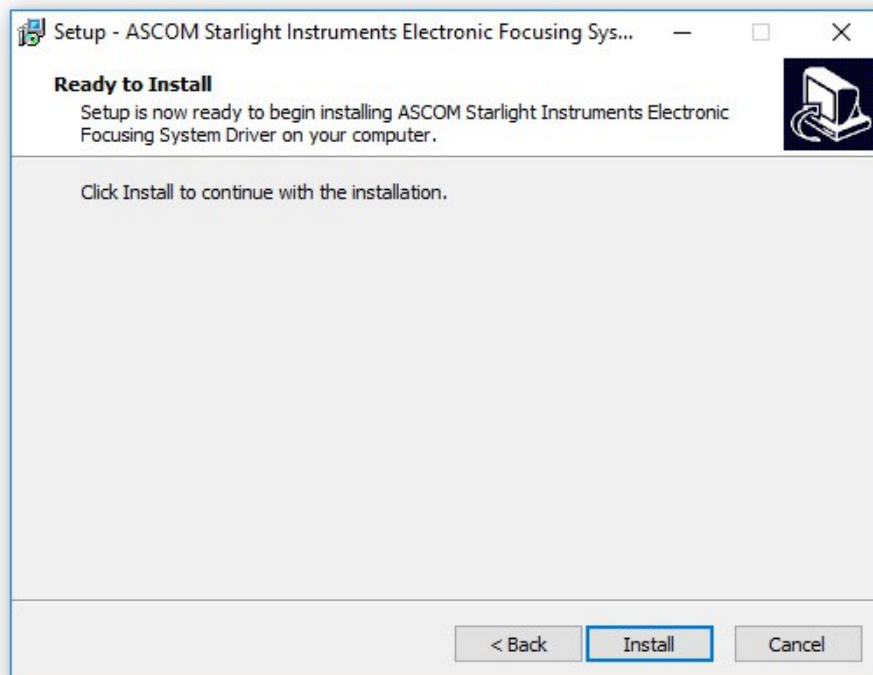 Setup - ASCOM Starlight Instruments Electronic Focusing Sys...
Ready to Install
Setup is now ready to begin installing ASCOM Starlight Instruments Electronic
Focusing System Driver on your computer.
Click Install to continue with the installation.
< Back
Install
Cancel